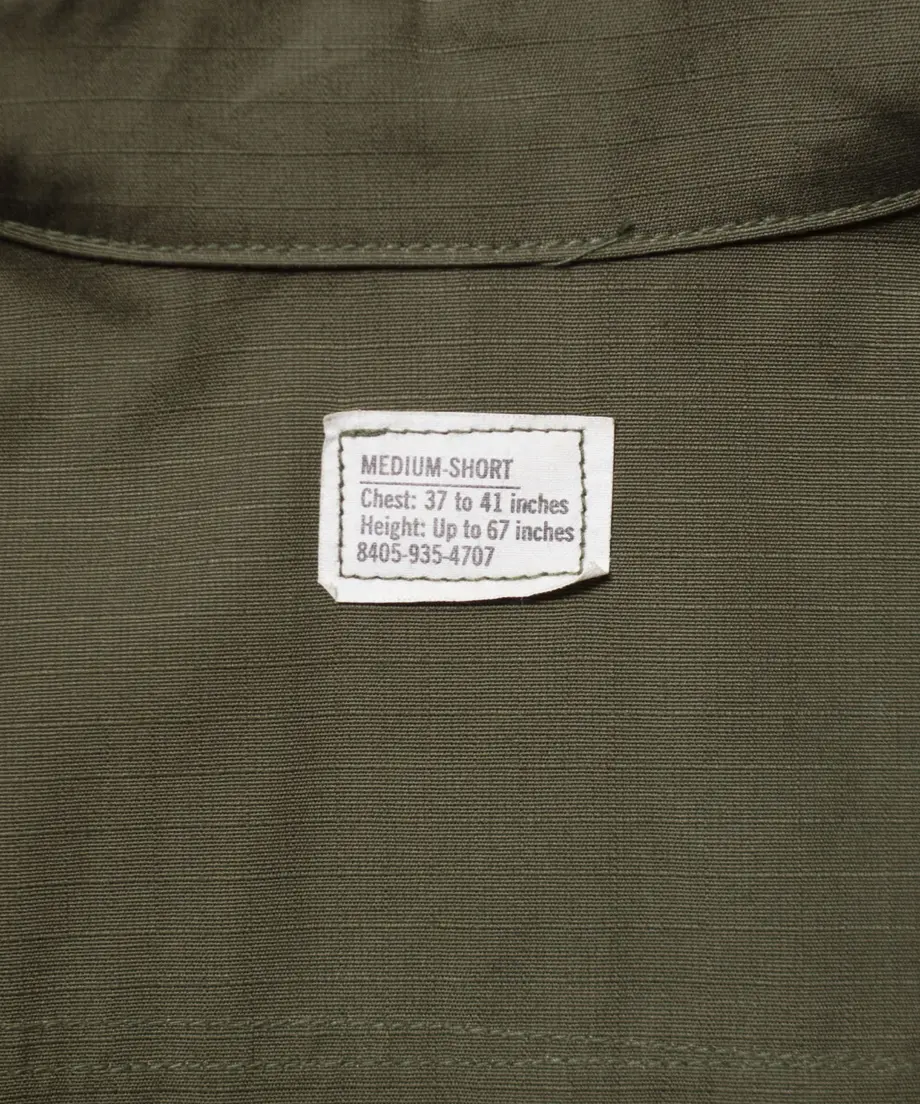 MEDIUM-SHORT
Chest: 37 to 41 inches
Height: Up to 67 inches
8405-935-4707